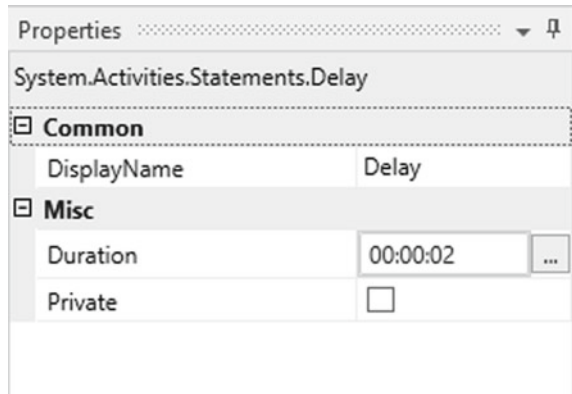 Properties
System.Activities.Statements.Delay
Common
DisplayName Delay
Misc
Duration 00:00:02 ...
Private